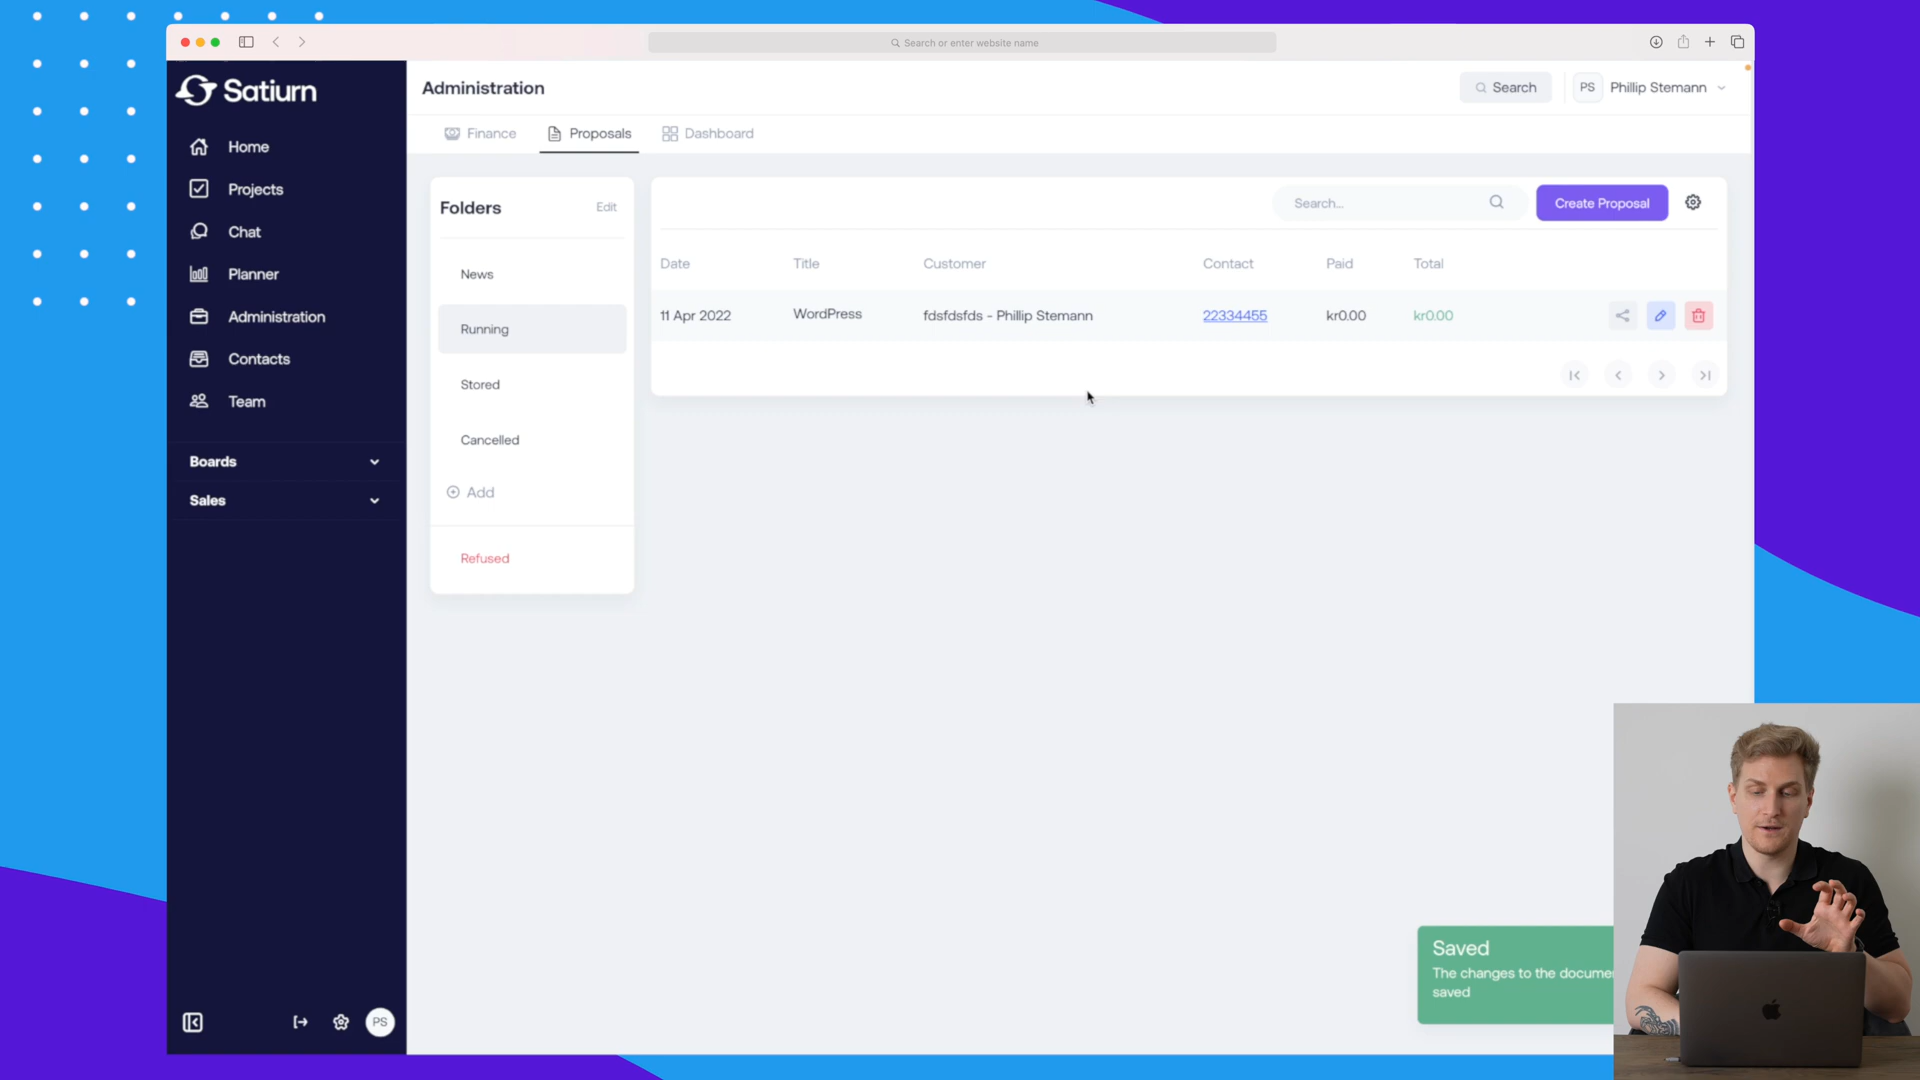 Search or enter website name
Satiurn
Administration
Search
PS
Phillip Stemann
Home
Projects
Chat
Planner
Administration
Contacts
Team
Boards
Sales
PS
Finance
Proposals
Dashboard
Folders
Edit
News
Running
Stored
Cancelled
Add
Refused
Search...
Create Proposal
Date Title Customer Contact Paid Total
11 Apr 2022 WordPress fdsfdsfds - Phillip Stemann 22334455 kr0.00 kr0.00
Saved
The changes to the docume
saved